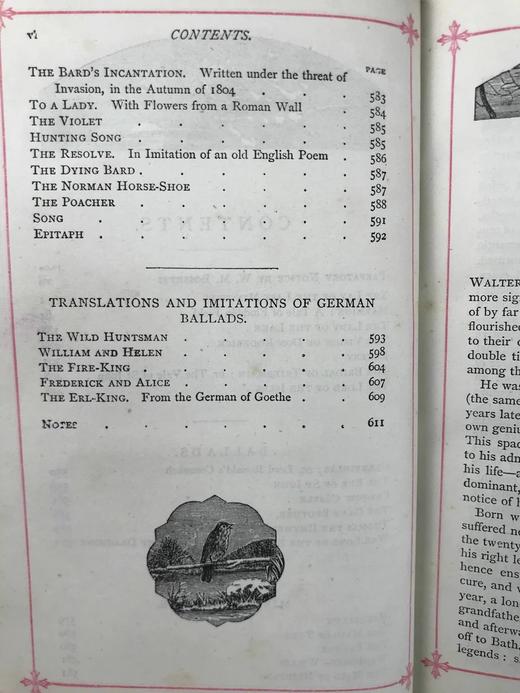 vi
CONTENTS.
PAGE
THE BARD'S INCANTATION. Written under the threat of
Invasion, in the Autumn of 1804 . . . 583
TO A LADY. With Flowers from a Roman Wall . 584
THE VIOLET . . . . . . 585
HUNTING SONG . . . . . . 585
THE RESOLVE. In Imitation of an old English Poem . 586
THE DYING BARD . . . . . . 587
THE NORMAN HORSE-SHOE . . . . 587
THE POACHER . . . . . . 588
SONG . . . . . . . 591
EPITAPH . . . . . . 592
TRANSLATIONS AND IMITATIONS OF GERMAN
BALLADS.
THE WILD HUNTSMAN . . . . . 593
WILLIAM AND HELEN . . . . . 598
THE FIRE-KING . . . . . . 604
FREDERICK AND ALICE . . . . . 607
THE ERL-KING. From the German of Goethe . . 609
NOTES . . . . . . . 611
WALTER
more sig
of by far
flourished
to their
double ti
among th
He was
(the same
years late
own geniu
This spac
to his adm
his life—a
dominant,
notice of h
Born w
suffered ne
the twenty
his right le
hence ens
cure, and v
year, a lon
grandfathe
and afterwa
off to Bath,
legends : s